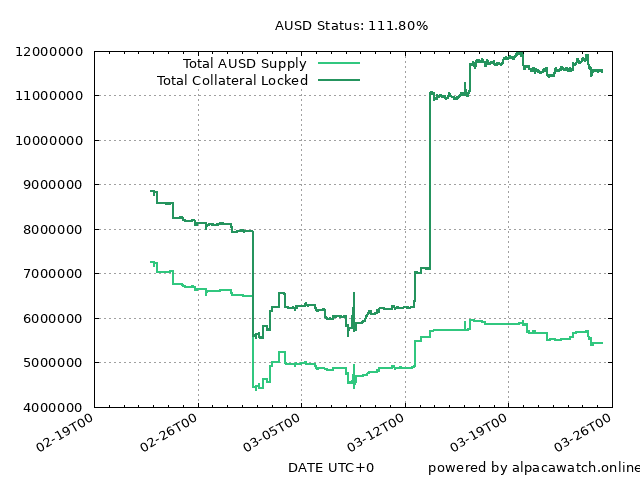 AUSD Status: 111.80%
12000000
11000000
10000000
9000000
8000000
7000000
6000000
5000000
4000000
Total AUSD Supply
Total Collateral Locked
02-19T00
02-26T00
03-05T00
03-12T00
03-19T00
03-26T00
DATE UTC+0
powered by alpacawatch.online